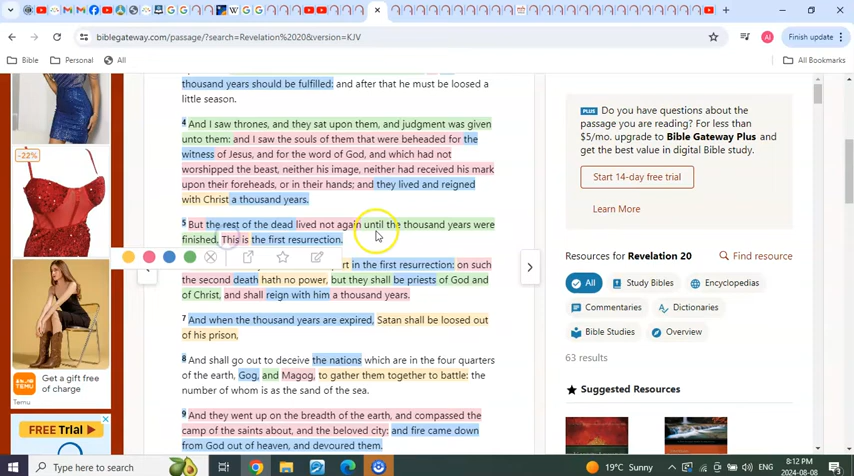 Finish update
biblegateway.com/passage/?search=Revelation%2020&version=KJV
Bible
Personal
All
All Bookmarks
thousand years should be fulfilled: and after that he must be loosed a
little season.
4 And I saw thrones, and they sat upon them, and judgment was given
unto them: and I saw the souls of them that were beheaded for the
witness of Jesus, and for the word of God, and which had not
worshipped the beast, neither his image, neither had received his mark
upon their foreheads, or in their hands; and they lived and reigned
with Christ a thousand years.
5 But the rest of the dead lived not again until the thousand years were
finished. This is the first resurrection.
in the first resurrection: on such
the second death hath no power, but they shall be priests of God and
of Christ, and shall reign with him a thousand years.
7 And when the thousand years are expired, Satan shall be loosed out
of his prison,
8 And shall go out to deceive the nations which are in the four quarters
of the earth, Gog, and Magog, to gather them together to battle: the
number of whom is as the sand of the sea.
9 And they went up on the breadth of the earth, and compassed the
camp of the saints about, and the beloved city: and fire came down
from God out of heaven, and devoured them.
-22%
Get a gift free
of charge
Temu
FREE Trial
PLUS Do you have questions about the
passage you are reading? For less than
$5/mo. upgrade to Bible Gateway Plus and
get the best value in digital Bible study.
Start 14-day free trial
Learn More
Resources for Revelation 20
Find resource
All
Study Bibles
Encyclopedias
Commentaries
Dictionaries
Bible Studies
Overview
63 results
Suggested Resources
Type here to search
19°C Sunny
8:12 PM
2024-08-08